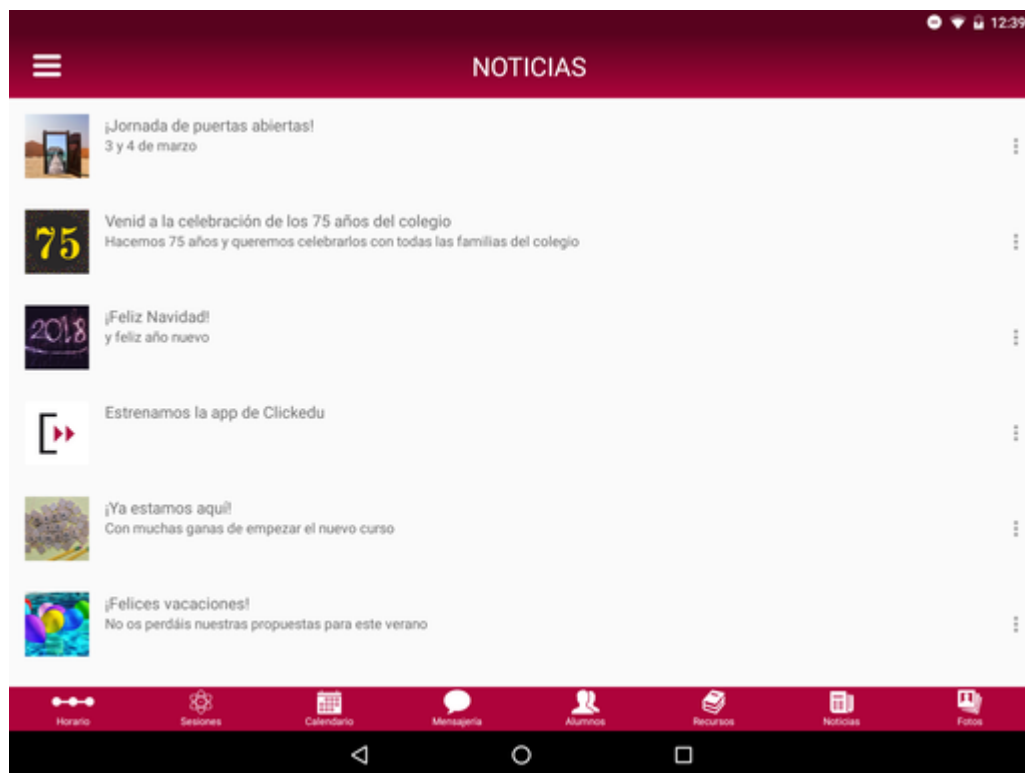 12:39
NOTICIAS
¡Jornada de puertas abiertas!
3 y 4 de marzo
75
Venid a la celebración de los 75 años del colegio
Hacemos 75 años y queremos celebrarlos con todas las familias del colegio
2018
¡Feliz Navidad!
y feliz año nuevo
Estrenamos la app de Clickedu
¡Ya estamos aquí!
Con muchas ganas de empezar el nuevo curso
¡Felices vacaciones!
No os perdáis nuestras propuestas para este verano
Horario Sesiones Calendario Mensajería Alumnos Recursos Noticias Fotos